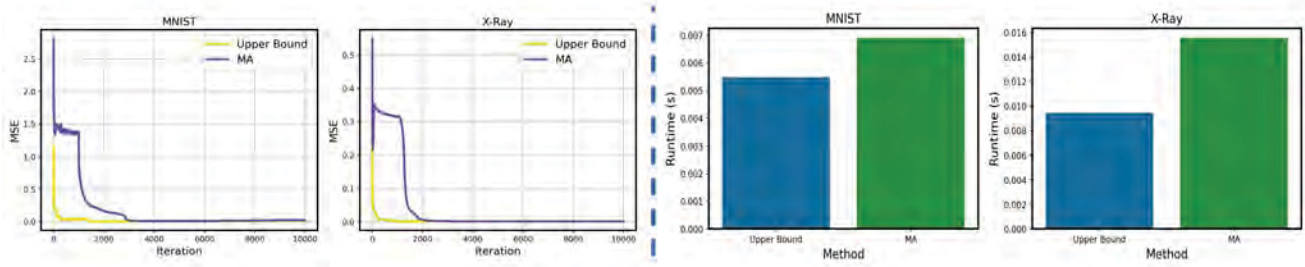 MNIST
Upper Bound
MA
MSE
2.5
2.0
1.5
1.0
0.5
0.0
0 2000 4000 6000 8000 10000
Iteration
X-Ray
Upper Bound
MA
MSE
0.5
0.4
0.3
0.2
0.1
0.0
0 2000 4000 6000 8000 10000
Iteration
MNIST
Runtime (s)
0.007
0.006
0.005
0.004
0.003
0.002
0.001
0.000
Upper Bound MA
Method
X-Ray
Runtime (s)
0.016
0.014
0.012
0.010
0.008
0.006
0.004
0.002
0.000
Upper Bound MA
Method